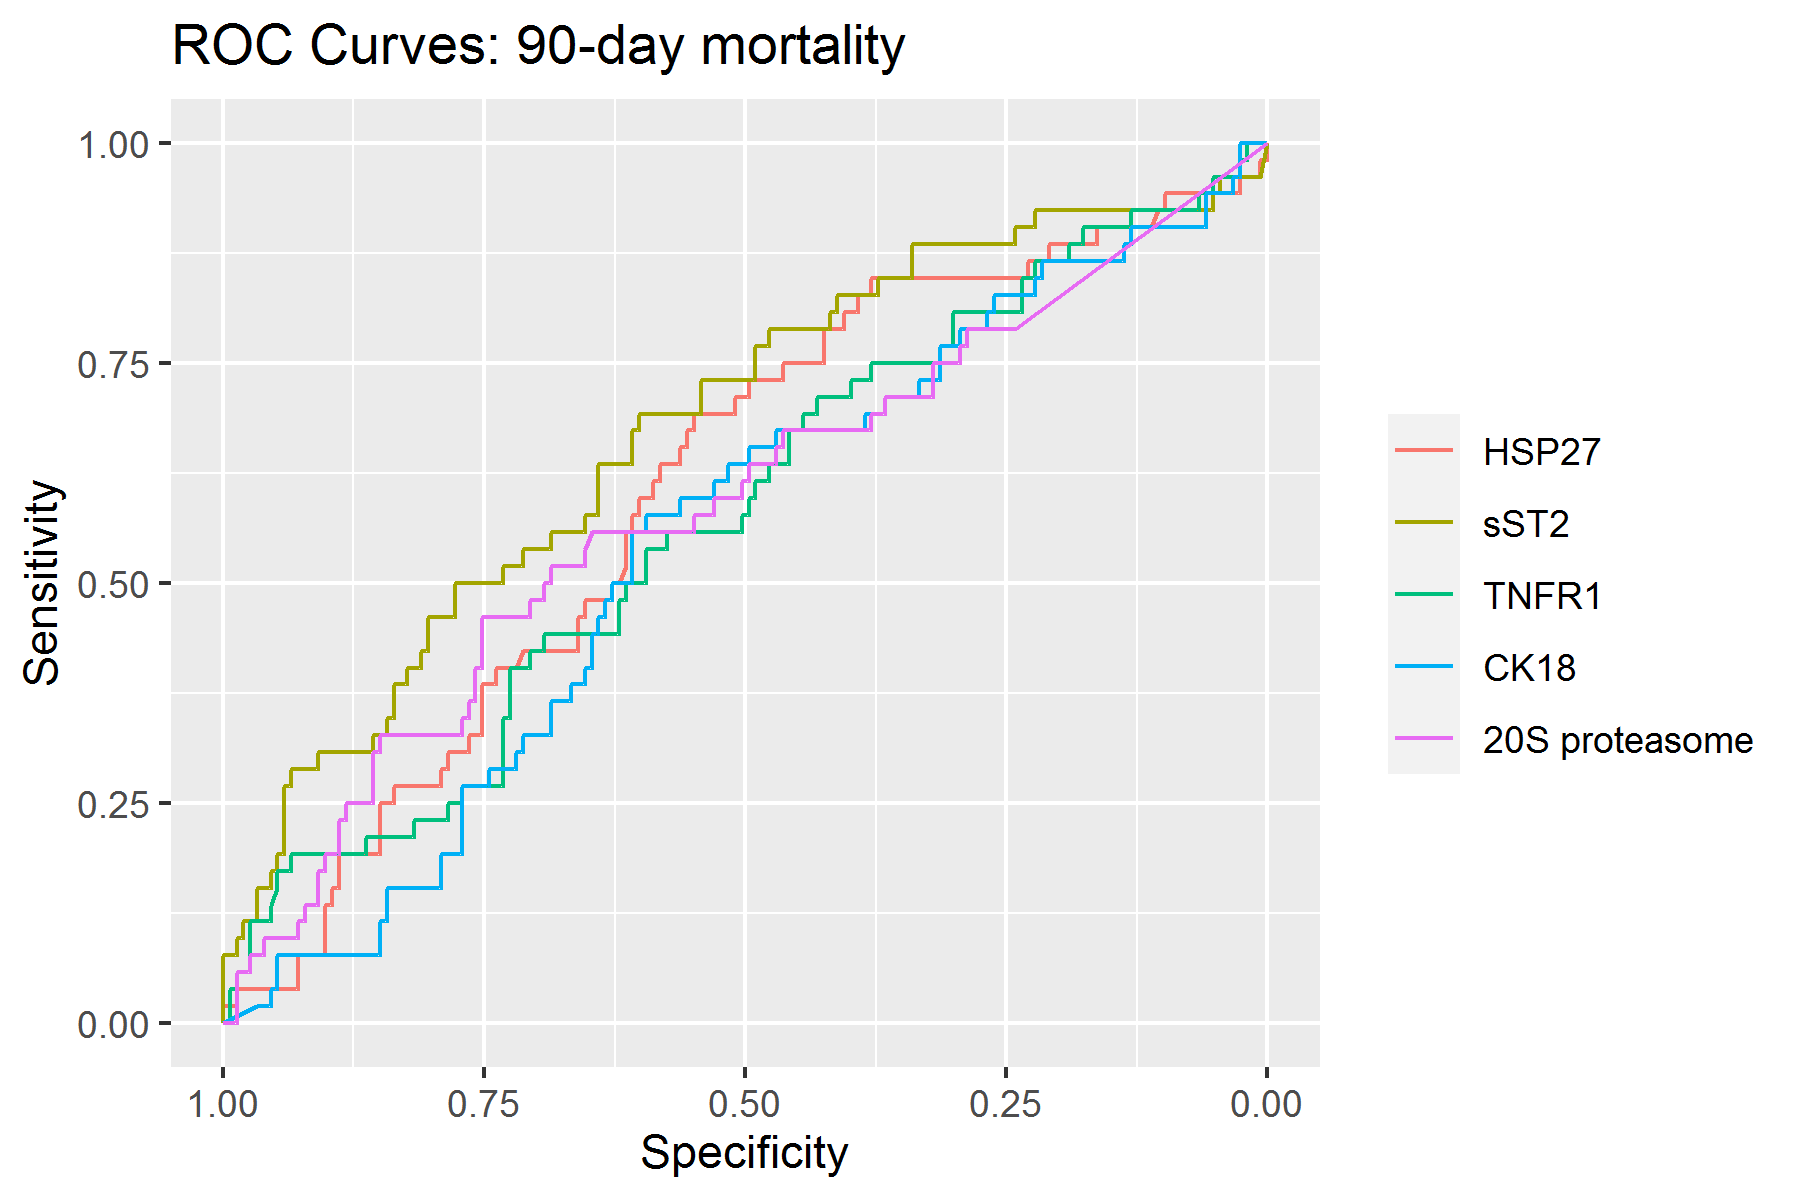 ROC Curves: 90-day mortality
1.00
0.75
0.50
0.25
0.00
Sensitivity
1.00 0.75 0.50 0.25 0.00
Specificity
HSP27
sST2
TNFR1
CK18
20S proteasome